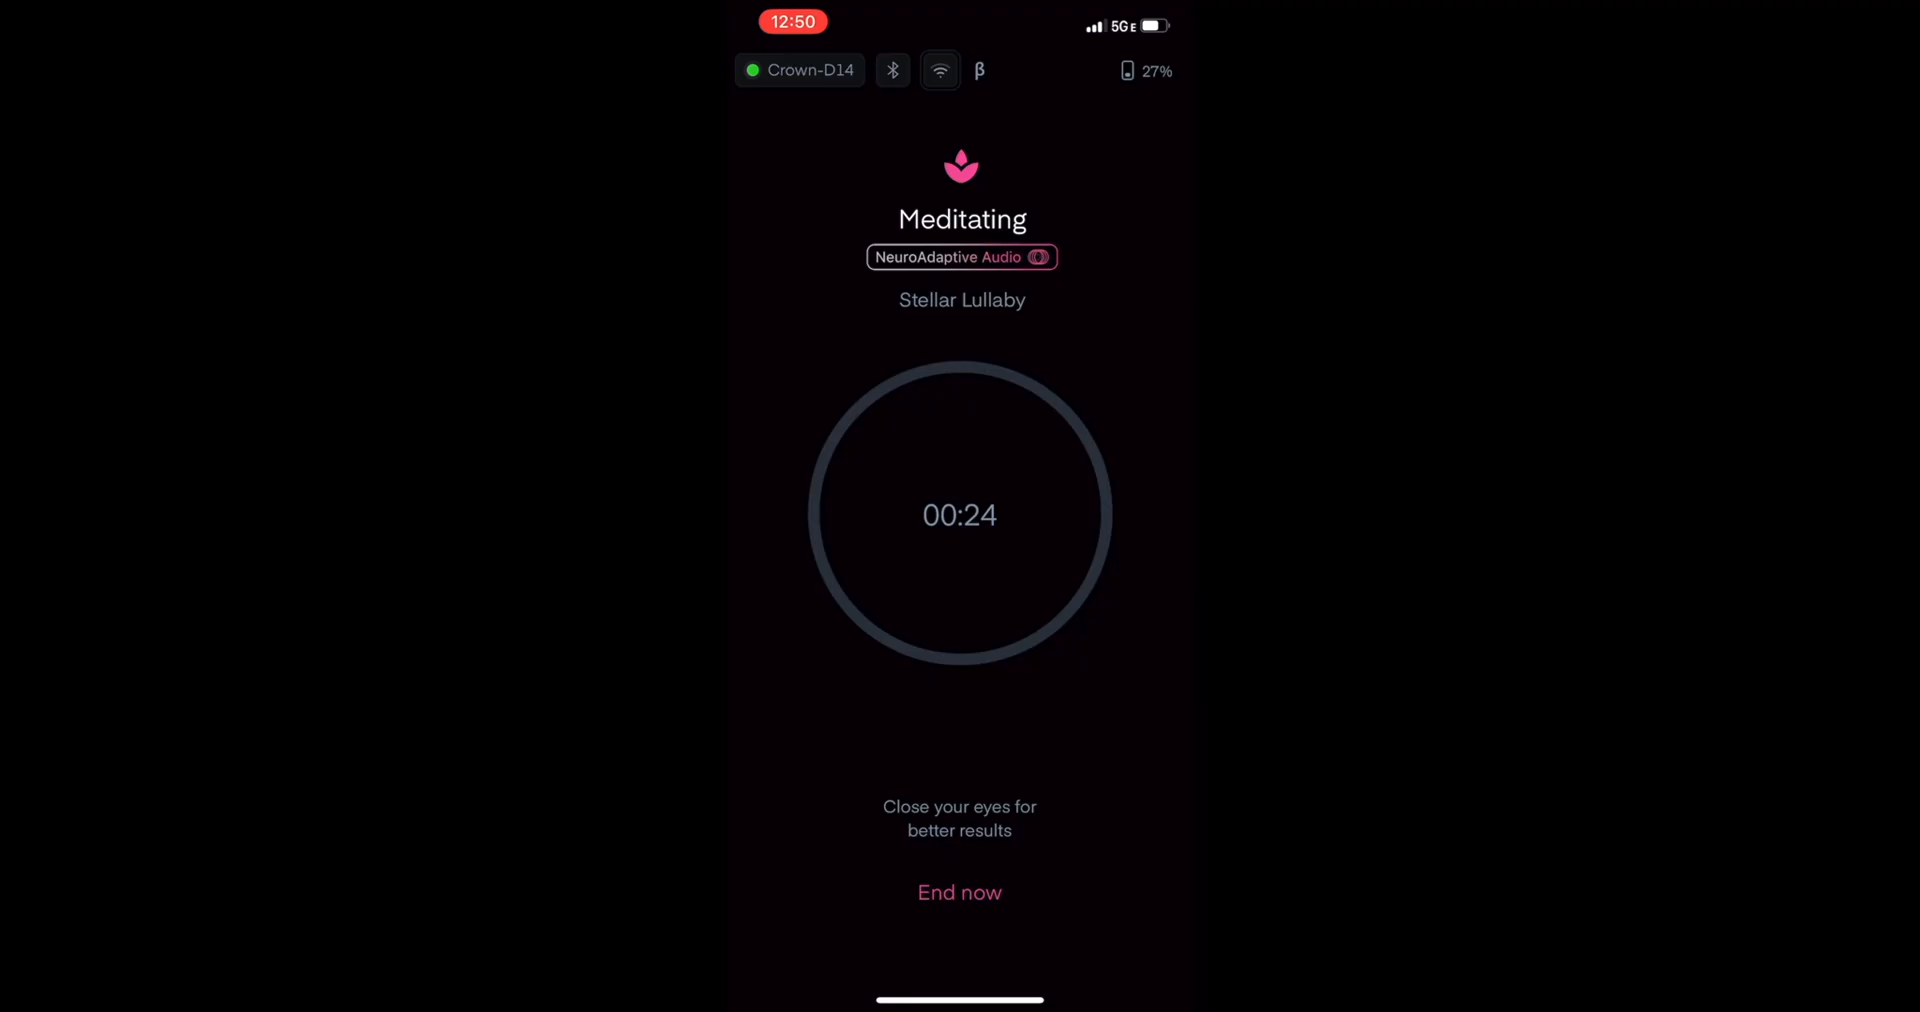 12:50
5GE
Crown-D14
β
27%
Meditating
NeuroAdaptive Audio
Stellar Lullaby
00:24
Close your eyes for
better results
End now